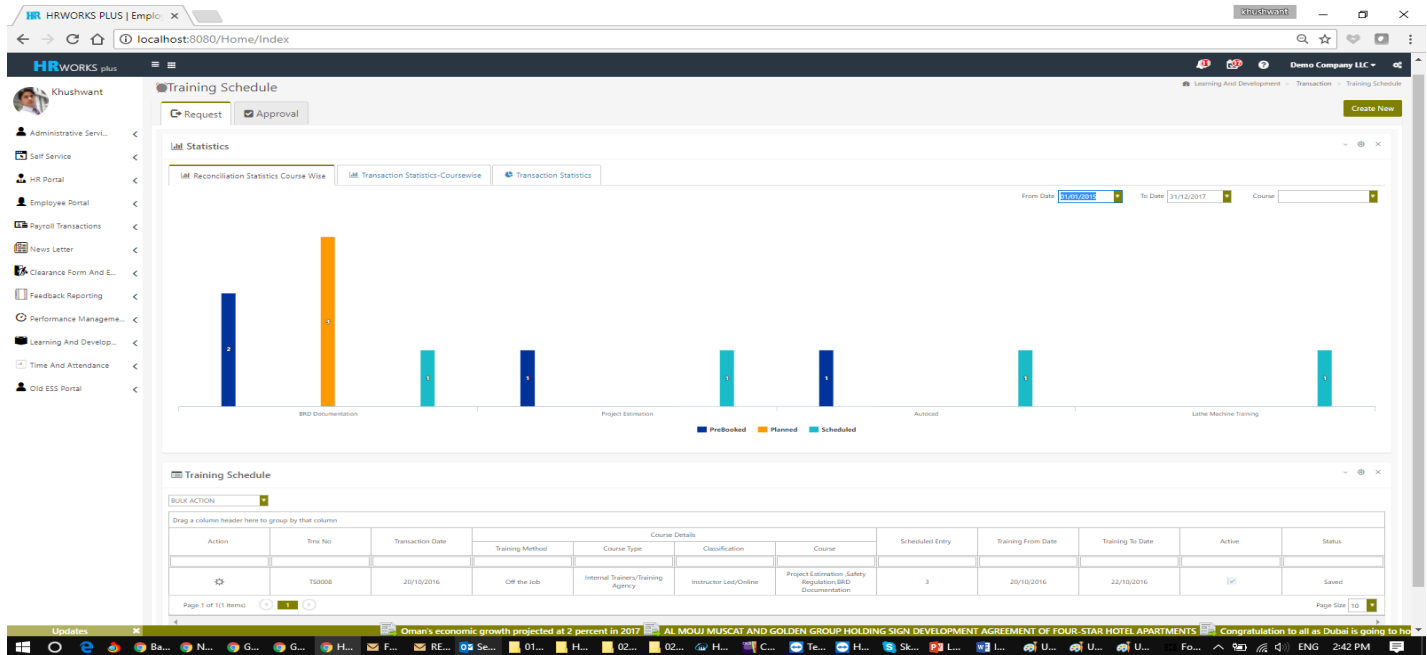 HR HRWORKS PLUS | Emplo
khushwant
localhost:8080/Home/Index
HRWORKS plus
Demo Company LLC
Khushwant
Training Schedule
Learning And Development - Transaction - Training Schedule
Request
Approval
Create New
Administrative Servi...
Self Service
HR Portal
Employee Portal
Payroll Transactions
News Letter
Clearance Form And E...
Feedback Reporting
Performance Manageme...
Learning And Develop...
Time And Attendance
Old ESS Portal
Statistics
Reconciliation Statistics Course Wise
Transaction Statistics-Coursewise
Transaction Statistics
From Date
To Date 31/12/2017
Course
2
1
1
1
1
1
1
BRD Documentation
Project Estimation
Autocad
Lathe Machine Training
PreBooked
Planned
Scheduled
Training Schedule
BULK ACTION
Drag a column header here to group by that column
Action
Trnx No
Transaction Date
Course Details
Training Method
Course Type
Classification
Course
Scheduled Entry
Training From Date
Training To Date
Active
Status
TS0008
20/10/2016
Off the Job
Internal Trainers/Training
Agency
Instructor Led/Online
Project Estimation ,Safety
Regulation,BRD
Documentation
3
20/10/2016
22/10/2016
Saved
Page 1 of 1(1 items)
1
Page Size 10
Updates
Oman's economic growth projected at 2 percent in 2017
AL MOUJ MUSCAT AND GOLDEN GROUP HOLDING SIGN DEVELOPMENT AGREEMENT OF FOUR-STAR HOTEL APARTMENTS
Congratulation to all as Dubai is going to ho
Ba...
N...
G...
G...
H...
F...
RE...
Se...
01...
H...
02...
02...
H...
C...
Te...
H...
Sk...
L...
I...
U...
U...
U...
Fo...
ENG
2:42 PM